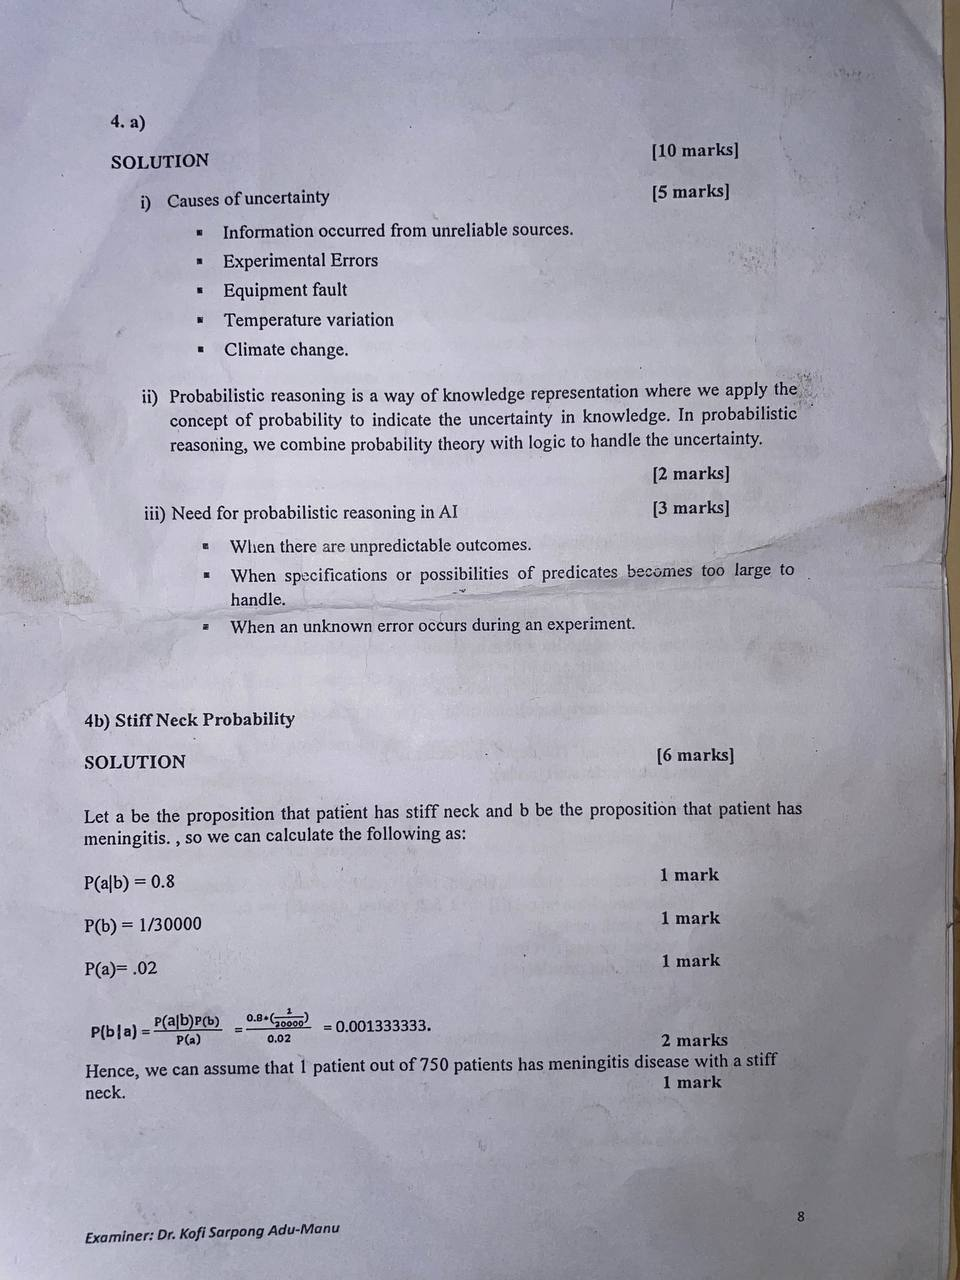 4. a)
SOLUTION [10 marks]
i) Causes of uncertainty [5 marks]
▪ Information occurred from unreliable sources.
▪ Experimental Errors
▪ Equipment fault
▪ Temperature variation
▪ Climate change.
ii) Probabilistic reasoning is a way of knowledge representation where we apply the
concept of probability to indicate the uncertainty in knowledge. In probabilistic
reasoning, we combine probability theory with logic to handle the uncertainty.
[2 marks]
iii) Need for probabilistic reasoning in AI [3 marks]
▪ When there are unpredictable outcomes.
▪ When specifications or possibilities of predicates becomes too large to
handle.
▪ When an unknown error occurs during an experiment.
4b) Stiff Neck Probability
SOLUTION [6 marks]
Let a be the proposition that patient has stiff neck and b be the proposition that patient has
meningitis. , so we can calculate the following as:
P(a|b) = 0.8 1 mark
P(b) = 1/30000 1 mark
P(a)= .02 1 mark
P(b|a) = P(a|b)P(b) / P(a) = 0.8*(1/30000) / 0.02 = 0.001333333.
2 marks
Hence, we can assume that 1 patient out of 750 patients has meningitis disease with a stiff
neck. 1 mark
8
Examiner: Dr. Kofi Sarpong Adu-Manu